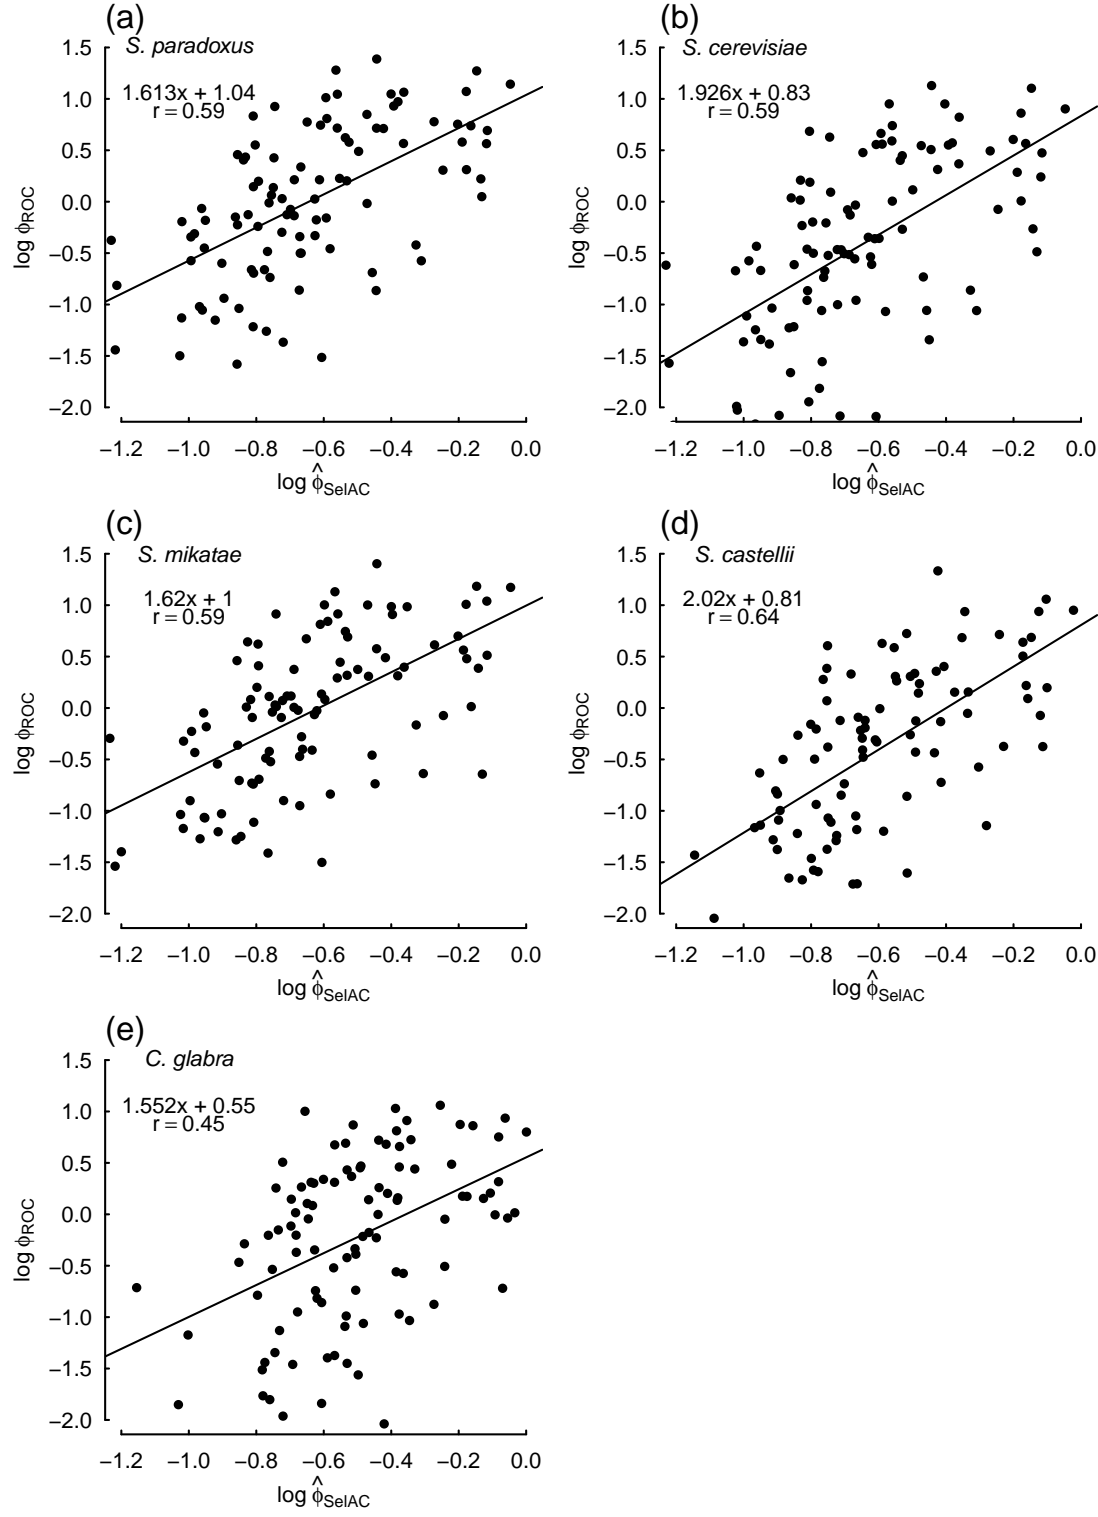 (a)
S. paradoxus
1.613x + 1.04
r = 0.59
1.5
1.0
0.5
0.0
−0.5
−1.0
−1.5
−2.0
log ϕROC
−1.2 −1.0 −0.8 −0.6 −0.4 −0.2 0.0
log ϕ̂SelAC
(b)
S. cerevisiae
1.926x + 0.83
r = 0.59
1.5
1.0
0.5
0.0
−0.5
−1.0
−1.5
−2.0
log ϕROC
−1.2 −1.0 −0.8 −0.6 −0.4 −0.2 0.0
log ϕ̂SelAC
(c)
S. mikatae
1.62x + 1
r = 0.59
1.5
1.0
0.5
0.0
−0.5
−1.0
−1.5
−2.0
log ϕROC
−1.2 −1.0 −0.8 −0.6 −0.4 −0.2 0.0
log ϕ̂SelAC
(d)
S. castellii
2.02x + 0.81
r = 0.64
1.5
1.0
0.5
0.0
−0.5
−1.0
−1.5
−2.0
log ϕROC
−1.2 −1.0 −0.8 −0.6 −0.4 −0.2 0.0
log ϕ̂SelAC
(e)
C. glabra
1.552x + 0.55
r = 0.45
1.5
1.0
0.5
0.0
−0.5
−1.0
−1.5
−2.0
log ϕROC
−1.2 −1.0 −0.8 −0.6 −0.4 −0.2 0.0
log ϕ̂SelAC